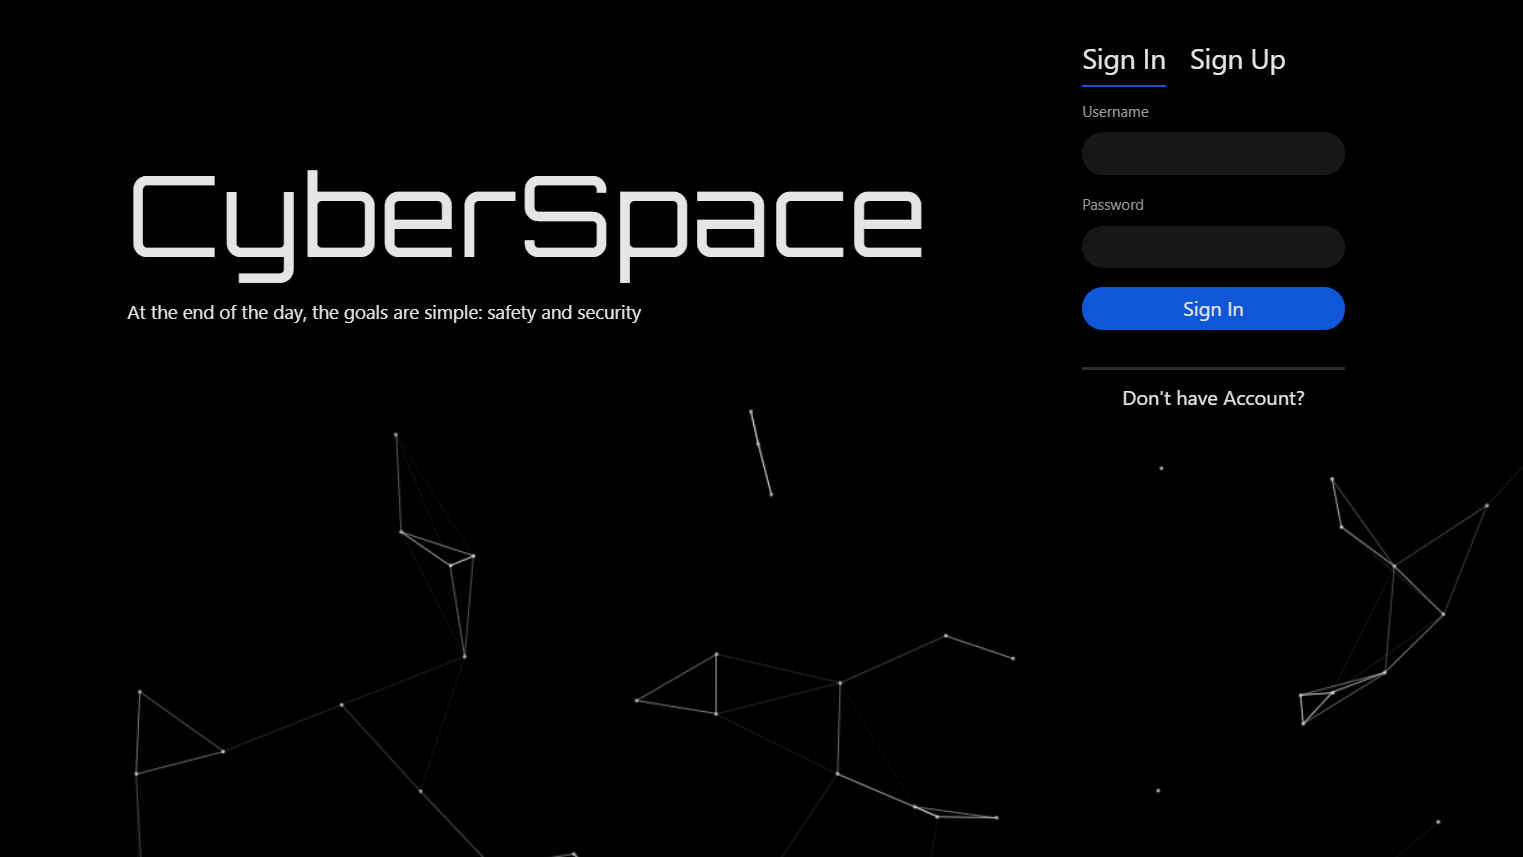 CyberSpace
At the end of the day, the goals are simple: safety and security
Sign In Sign Up
Username
Password
Sign In
Don't have Account?